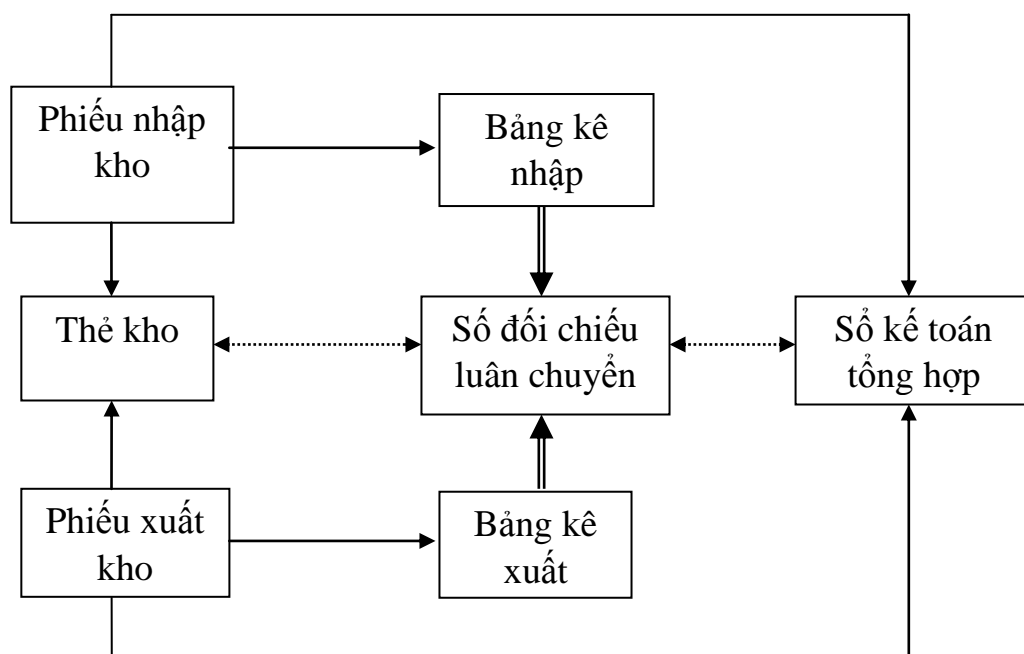 Phiếu nhập
kho
Bảng kê
nhập
Thẻ kho
Số đối chiếu
luân chuyển
Sổ kế toán
tổng hợp
Phiếu xuất
kho
Bảng kê
xuất